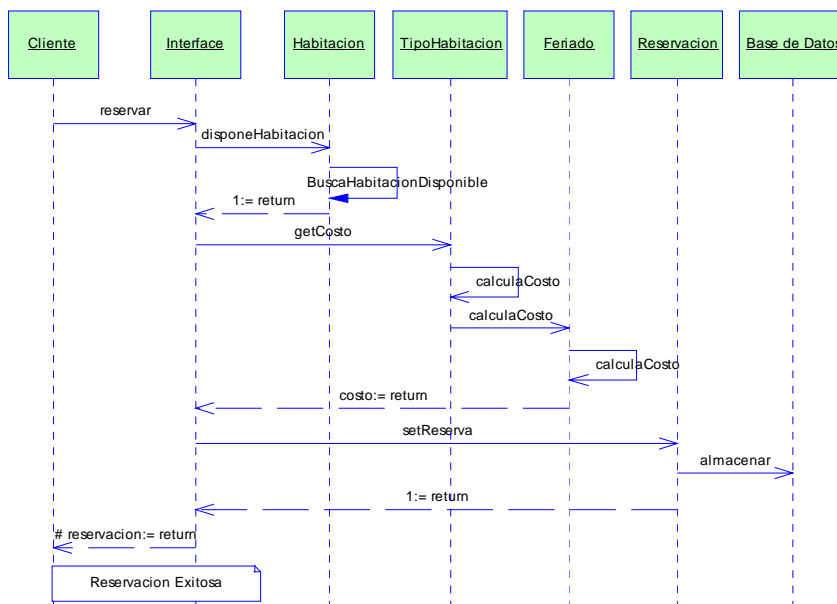 Cliente
Interface
Habitacion
TipoHabitacion
Feriado
Reservacion
Base de Datos
reservar
disponeHabitacion
BuscaHabitacionDisponible
1:= return
getCosto
calculaCosto
calculaCosto
calculaCosto
costo:= return
setReserva
almacenar
1:= return
# reservacion:= return
Reservacion Exitosa